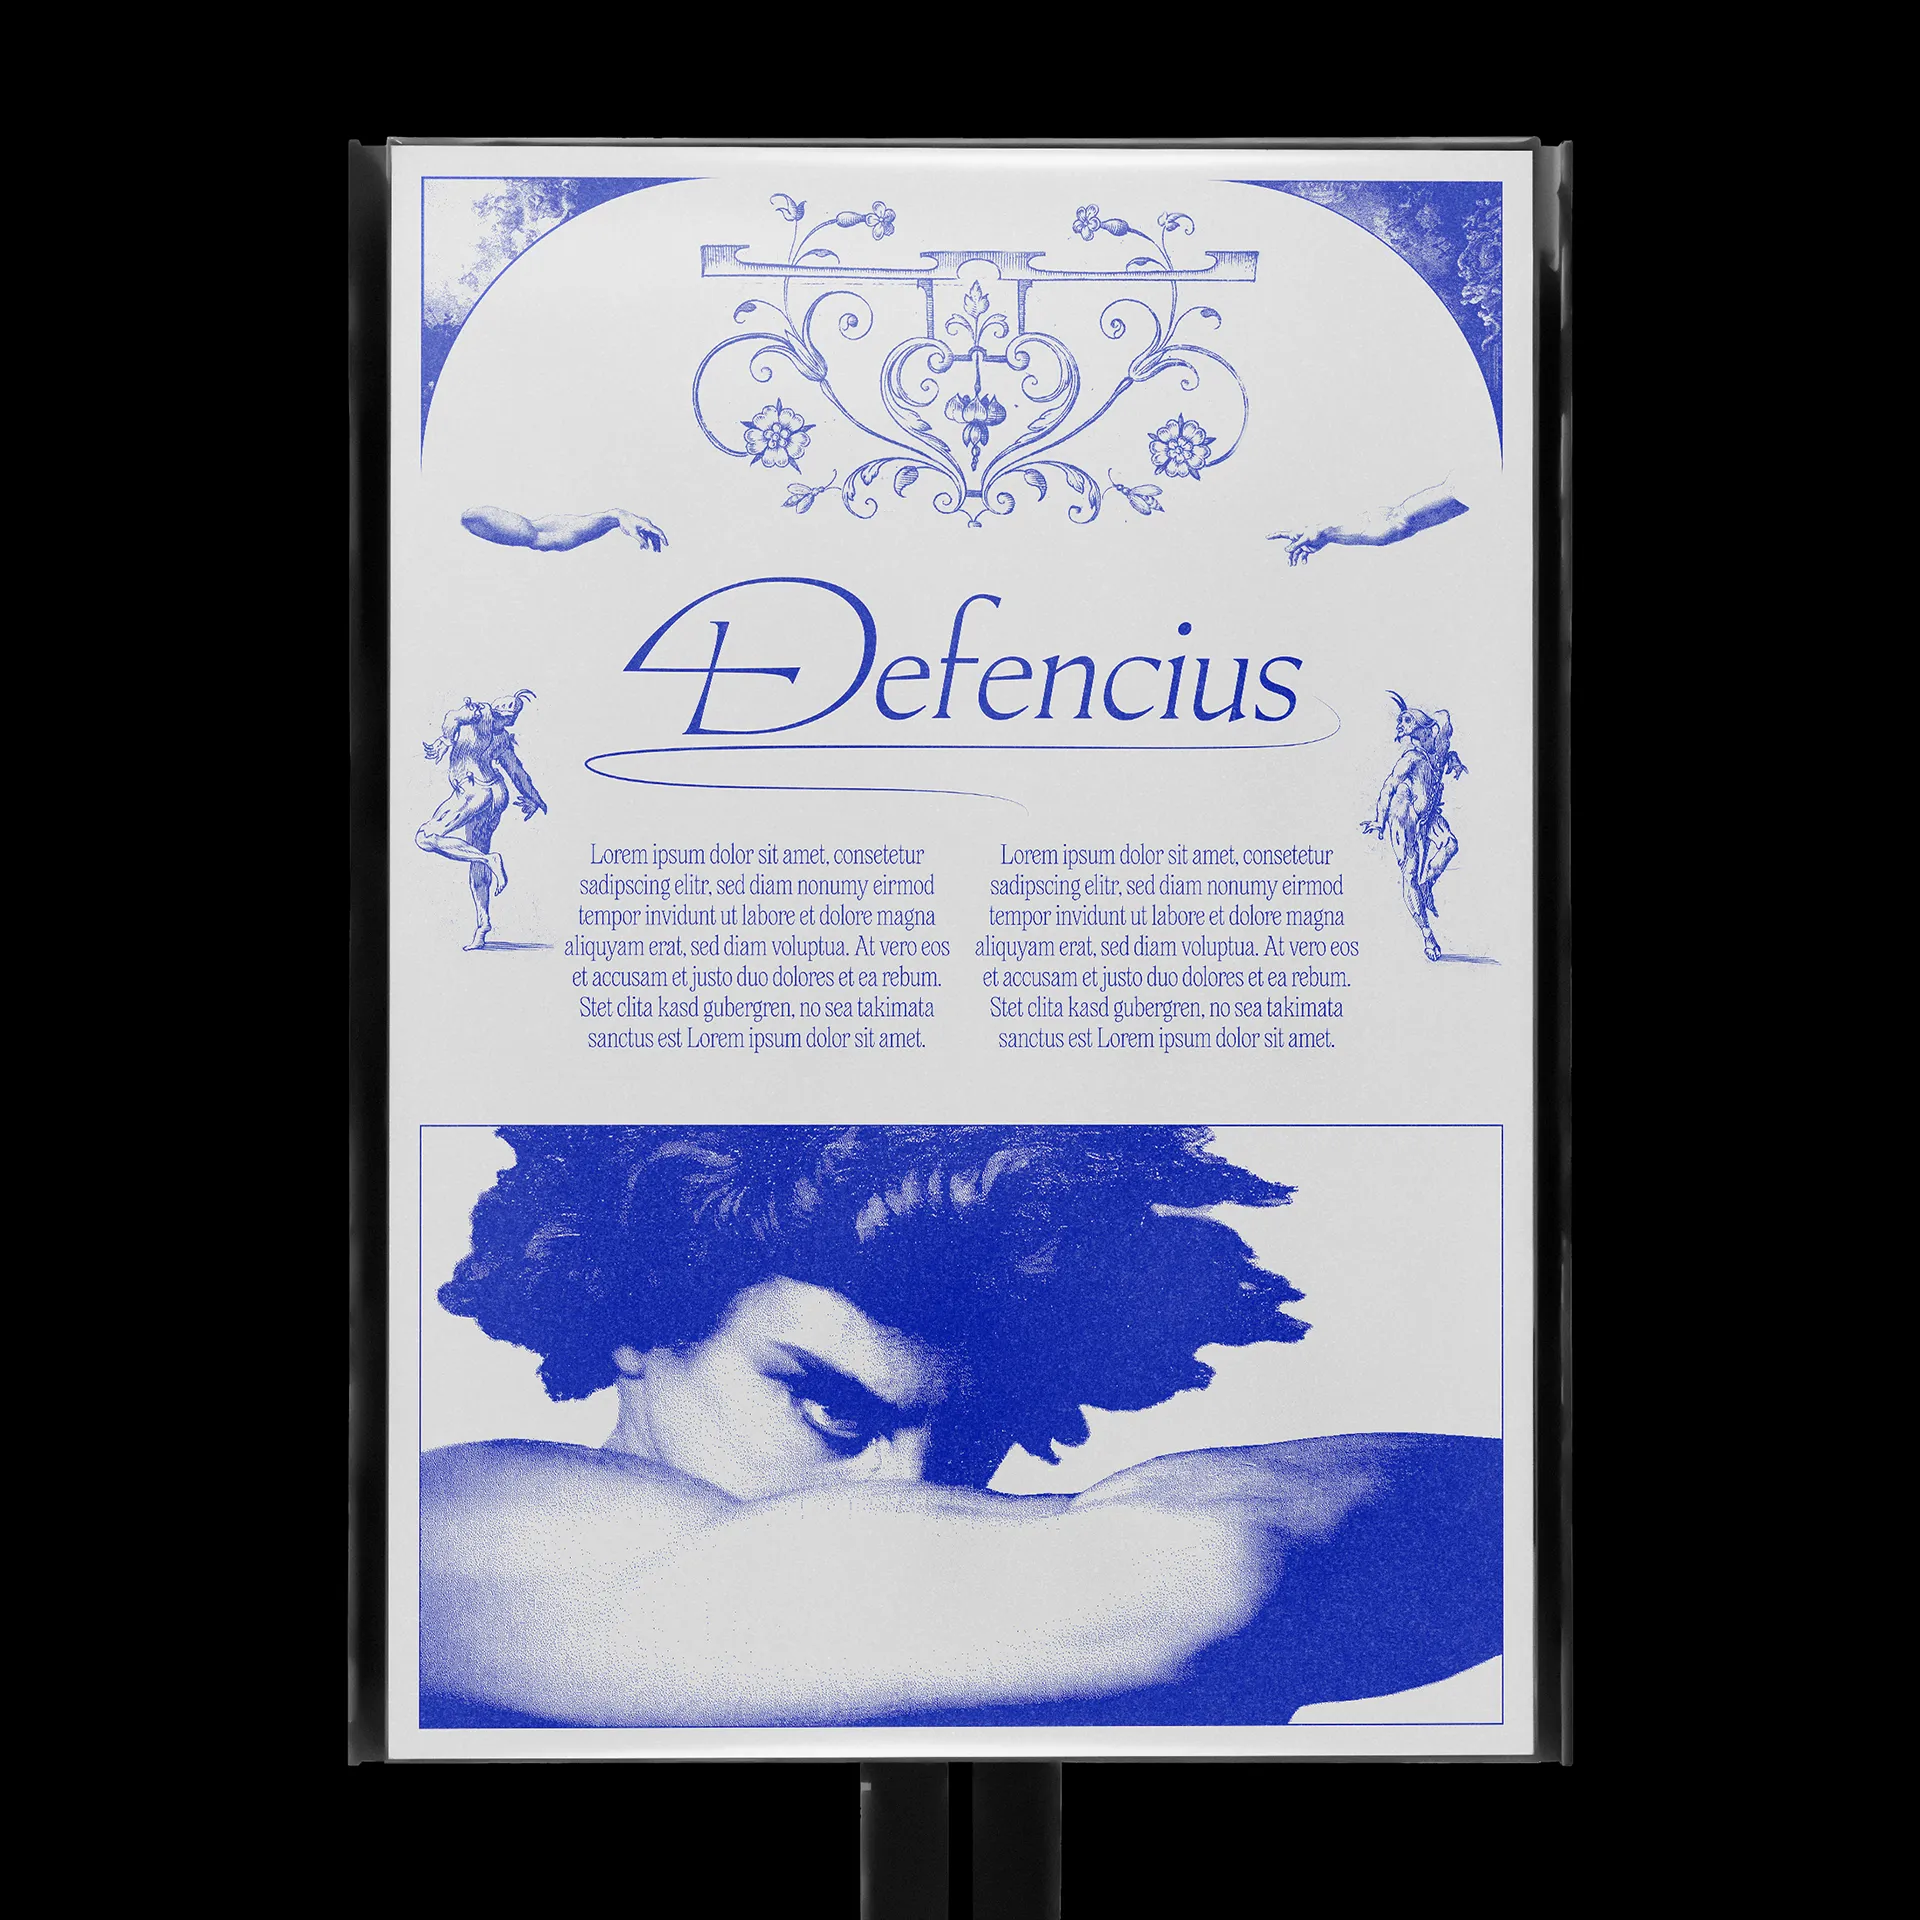 Defencius
Lorem ipsum dolor sit amet, consetetur
sadipscing elitr, sed diam nonumy eirmod
tempor invidunt ut labore et dolore magna
aliquyam erat, sed diam voluptua. At vero eos
et accusam et justo duo dolores et ea rebum.
Stet clita kasd gubergren, no sea takimata
sanctus est Lorem ipsum dolor sit amet.
Lorem ipsum dolor sit amet, consetetur
sadipscing elitr, sed diam nonumy eirmod
tempor invidunt ut labore et dolore magna
aliquyam erat, sed diam voluptua. At vero eos
et accusam et justo duo dolores et ea rebum.
Stet clita kasd gubergren, no sea takimata
sanctus est Lorem ipsum dolor sit amet.